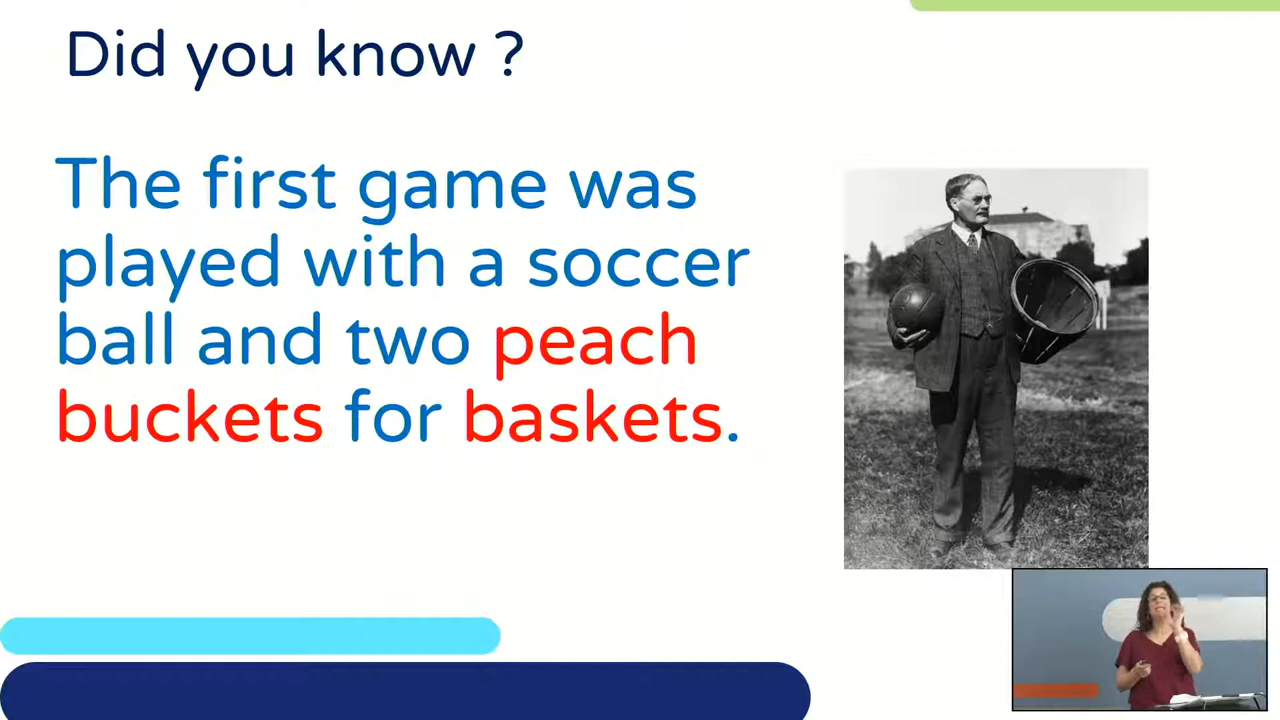 Did you know ?
The first game was
played with a soccer
ball and two peach
buckets for baskets.